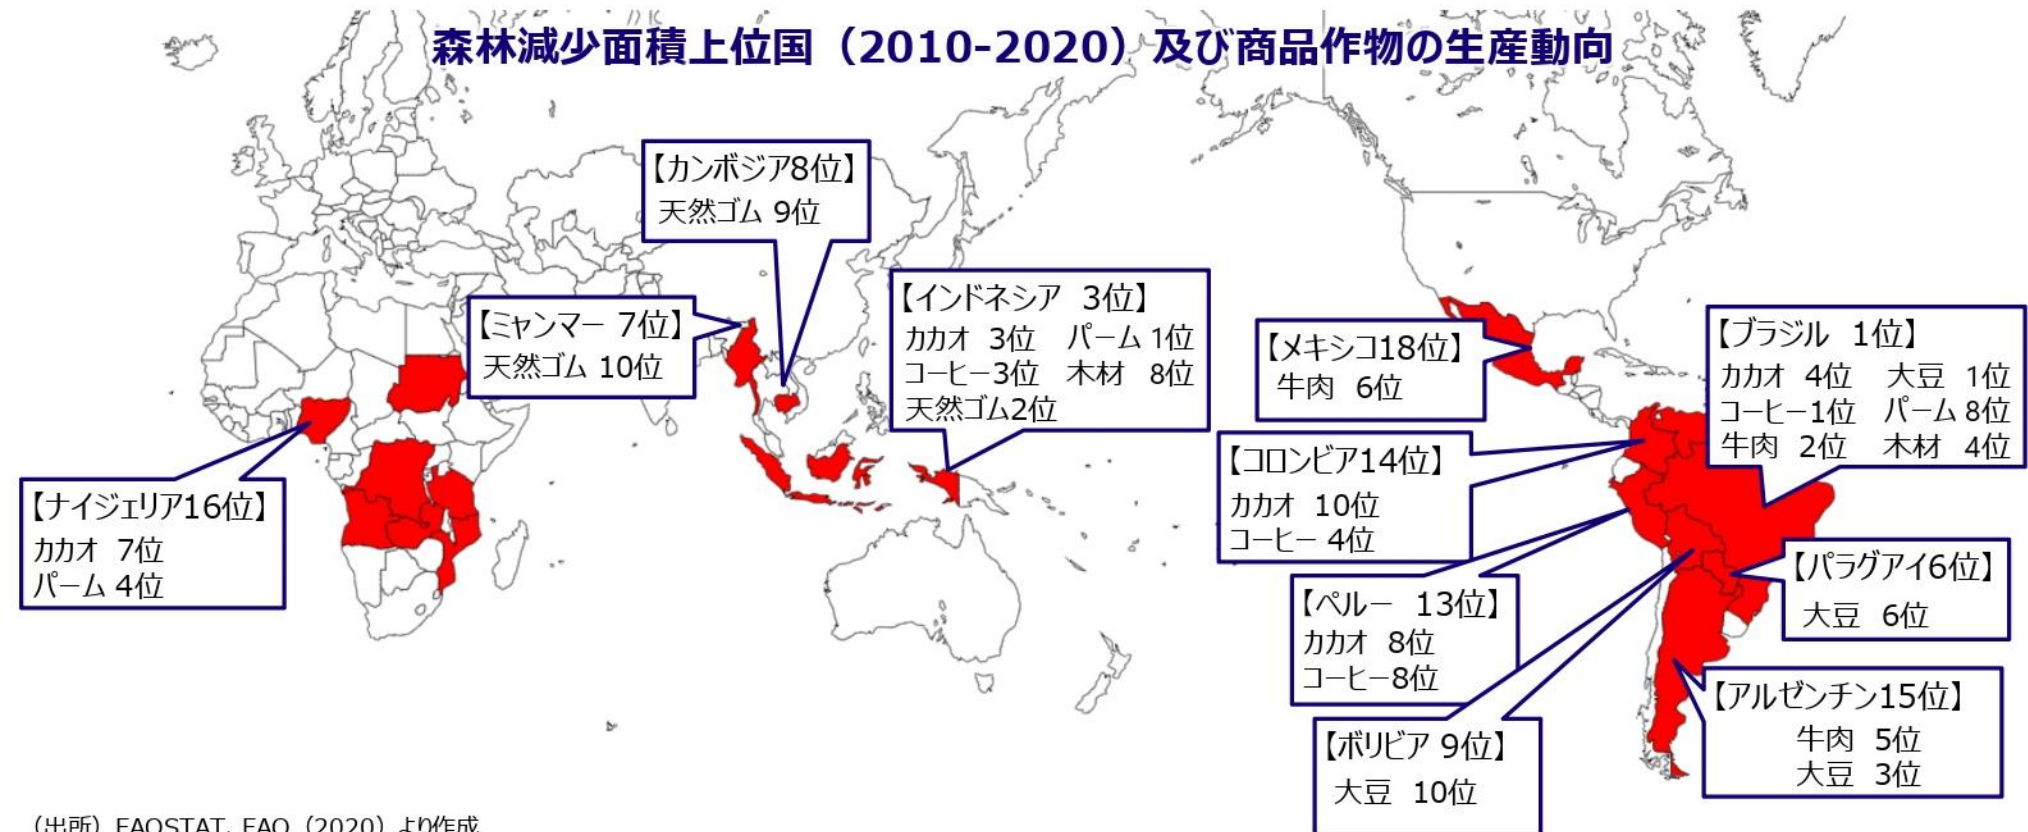 森林減少面積上位国（2010-2020）及び商品作物の生産動向
【カンボジア8位】
天然ゴム 9位
【ミャンマー 7位】
天然ゴム 10位
【インドネシア 3位】
カカオ 3位 パーム 1位
コーヒー3位 木材 8位
天然ゴム2位
【ナイジェリア16位】
カカオ 7位
パーム 4位
【メキシコ18位】
牛肉 6位
【ブラジル 1位】
カカオ 4位 大豆 1位
コーヒー1位 パーム 8位
牛肉 2位 木材 4位
【コロンビア14位】
カカオ 10位
コーヒー 4位
【ペルー 13位】
カカオ 8位
コーヒー8位
【パラグアイ6位】
大豆 6位
【ボリビア 9位】
大豆 10位
【アルゼンチン15位】
牛肉 5位
大豆 3位
（出所）FAOSTAT、FAO（2020）より作成